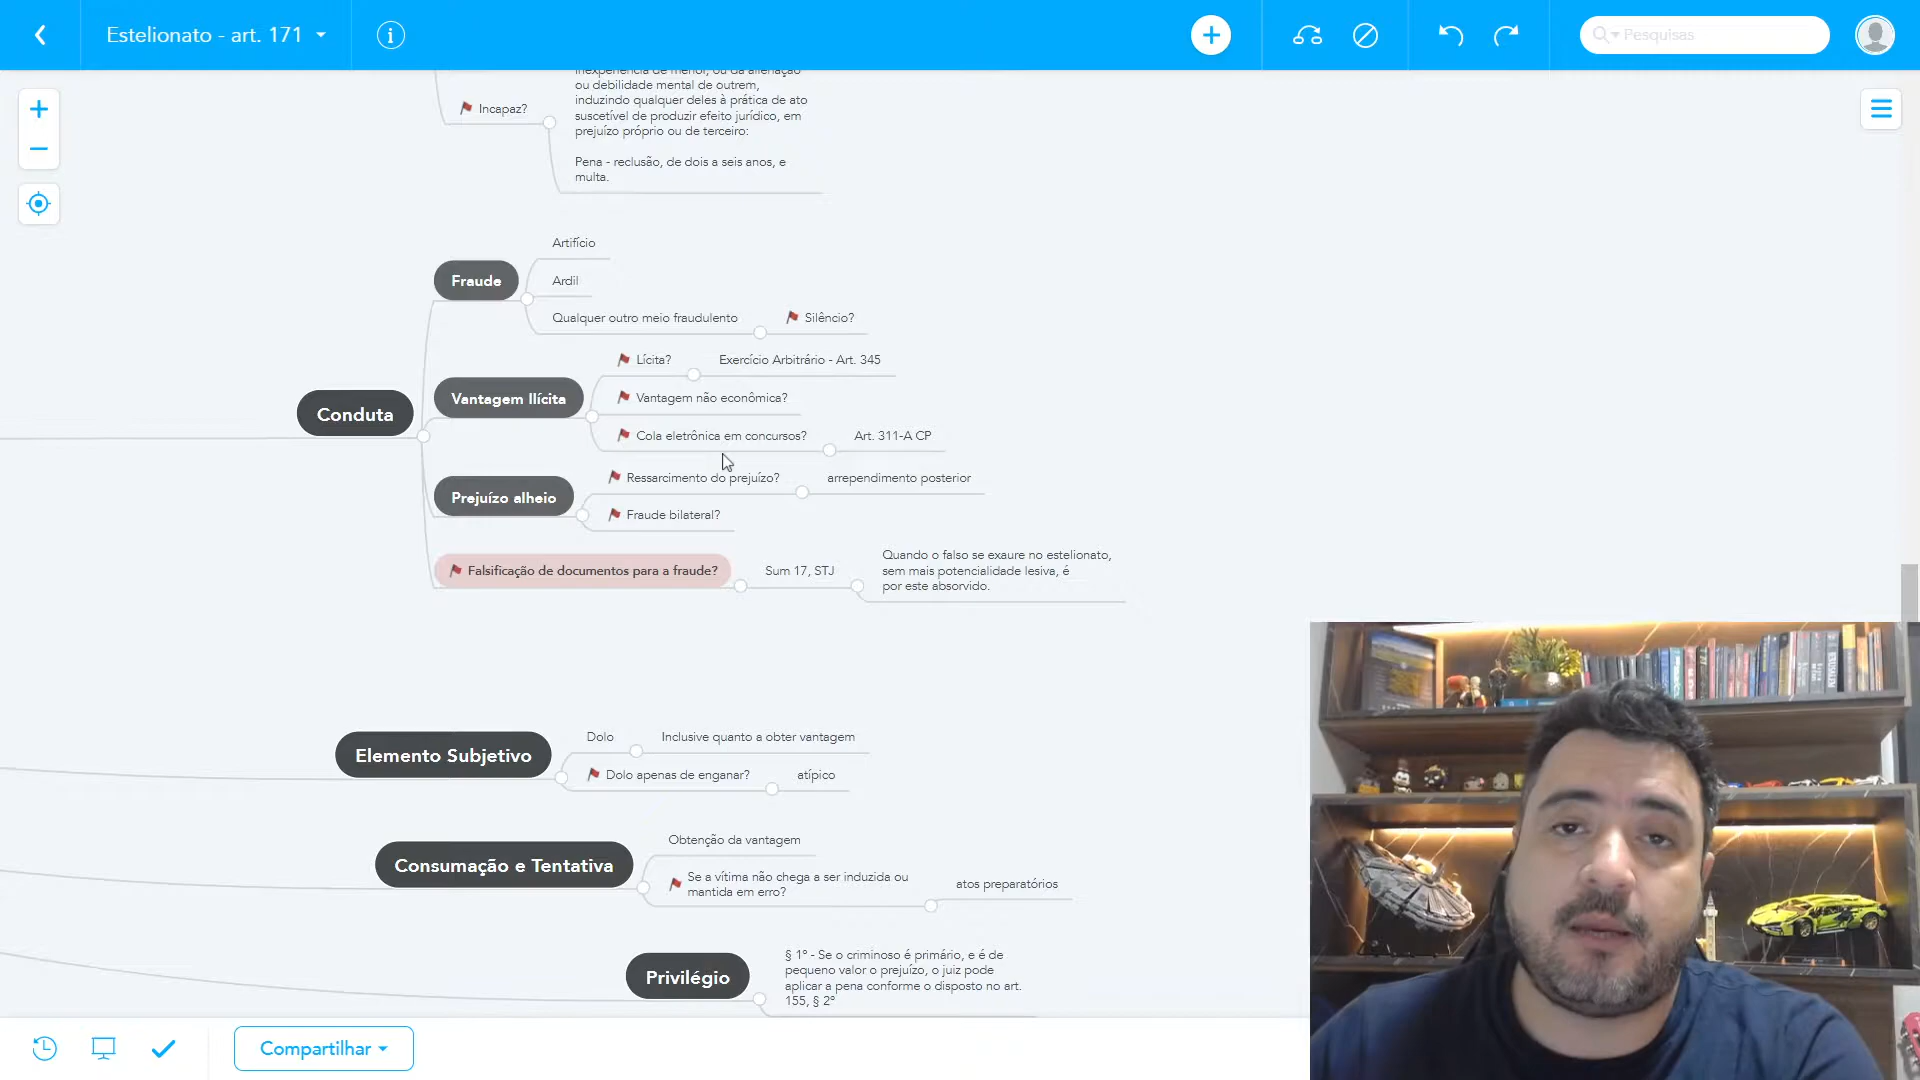 Estelionato - art. 171
Pesquisas
inexperiência de menor, ou da alienação
ou debilidade mental de outrem,
induzindo qualquer deles à prática de ato
suscetível de produzir efeito jurídico, em
prejuízo próprio ou de terceiro:
Pena - reclusão, de dois a seis anos, e
multa.
Incapaz?
Artifício
Fraude
Ardil
Qualquer outro meio fraudulento
Silêncio?
Lícita?
Exercício Arbitrário - Art. 345
Vantagem Ilícita
Vantagem não econômica?
Conduta
Cola eletrônica em concursos?
Art. 311-A CP
Ressarcimento do prejuízo?
arrependimento posterior
Prejuízo alheio
Fraude bilateral?
Falsificação de documentos para a fraude?
Sum 17, STJ
Quando o falso se exaure no estelionato,
sem mais potencialidade lesiva, é
por este absorvido.
Elemento Subjetivo
Dolo
Inclusive quanto a obter vantagem
Dolo apenas de enganar?
atípico
Consumação e Tentativa
Obtenção da vantagem
Se a vítima não chega a ser induzida ou
mantida em erro?
atos preparatórios
Privilégio
§ 1º - Se o criminoso é primário, e é de
pequeno valor o prejuízo, o juiz pode
aplicar a pena conforme o disposto no art.
155, § 2º
Compartilhar